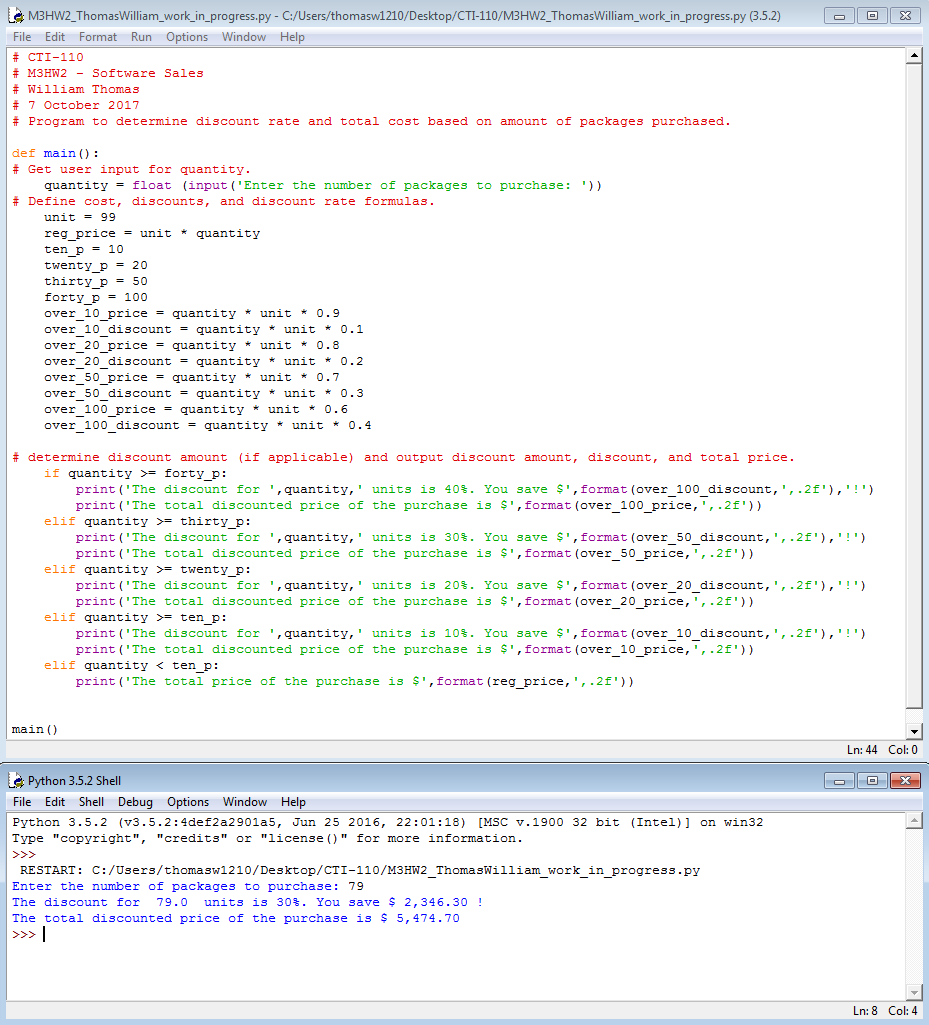 M3HW2_ThomasWilliam_work_in_progress.py - C:/Users/thomasw1210/Desktop/CTI-110/M3HW2_ThomasWilliam_work_in_progress.py (3.5.2)
File Edit Format Run Options Window Help
# CTI-110
# M3HW2 - Software Sales
# William Thomas
# 7 October 2017
# Program to determine discount rate and total cost based on amount of packages purchased.

def main():
# Get user input for quantity.
    quantity = float (input('Enter the number of packages to purchase: '))
# Define cost, discounts, and discount rate formulas.
    unit = 99
    reg_price = unit * quantity
    ten_p = 10
    twenty_p = 20
    thirty_p = 50
    forty_p = 100
    over_10_price = quantity * unit * 0.9
    over_10_discount = quantity * unit * 0.1
    over_20_price = quantity * unit * 0.8
    over_20_discount = quantity * unit * 0.2
    over_50_price = quantity * unit * 0.7
    over_50_discount = quantity * unit * 0.3
    over_100_price = quantity * unit * 0.6
    over_100_discount = quantity * unit * 0.4

# determine discount amount (if applicable) and output discount amount, discount, and total price.
    if quantity >= forty_p:
        print('The discount for ',quantity,' units is 40%. You save $',format(over_100_discount,',.2f'),'!')
        print('The total discounted price of the purchase is $',format(over_100_price,',.2f'))
    elif quantity >= thirty_p:
        print('The discount for ',quantity,' units is 30%. You save $',format(over_50_discount,',.2f'),'!')
        print('The total discounted price of the purchase is $',format(over_50_price,',.2f'))
    elif quantity >= twenty_p:
        print('The discount for ',quantity,' units is 20%. You save $',format(over_20_discount,',.2f'),'!')
        print('The total discounted price of the purchase is $',format(over_20_price,',.2f'))
    elif quantity >= ten_p:
        print('The discount for ',quantity,' units is 10%. You save $',format(over_10_discount,',.2f'),'!')
        print('The total discounted price of the purchase is $',format(over_10_price,',.2f'))
    elif quantity < ten_p:
        print('The total price of the purchase is $',format(reg_price,',.2f'))

main()
Ln: 44 Col: 0
Python 3.5.2 Shell
File Edit Shell Debug Options Window Help
Python 3.5.2 (v3.5.2:4def2a2901a5, Jun 25 2016, 22:01:18) [MSC v.1900 32 bit (Intel)] on win32
Type "copyright", "credits" or "license()" for more information.
>>>
 RESTART: C:/Users/thomasw1210/Desktop/CTI-110/M3HW2_ThomasWilliam_work_in_progress.py
Enter the number of packages to purchase: 79
The discount for  79.0  units is 30%. You save $ 2,346.30 !
The total discounted price of the purchase is $ 5,474.70
>>>
Ln: 8 Col: 4